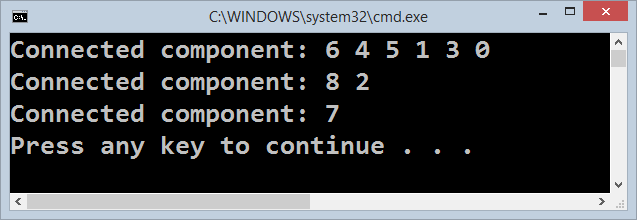 C:\WINDOWS\system32\cmd.exe
Connected component: 6 4 5 1 3 0
Connected component: 8 2
Connected component: 7
Press any key to continue . . .